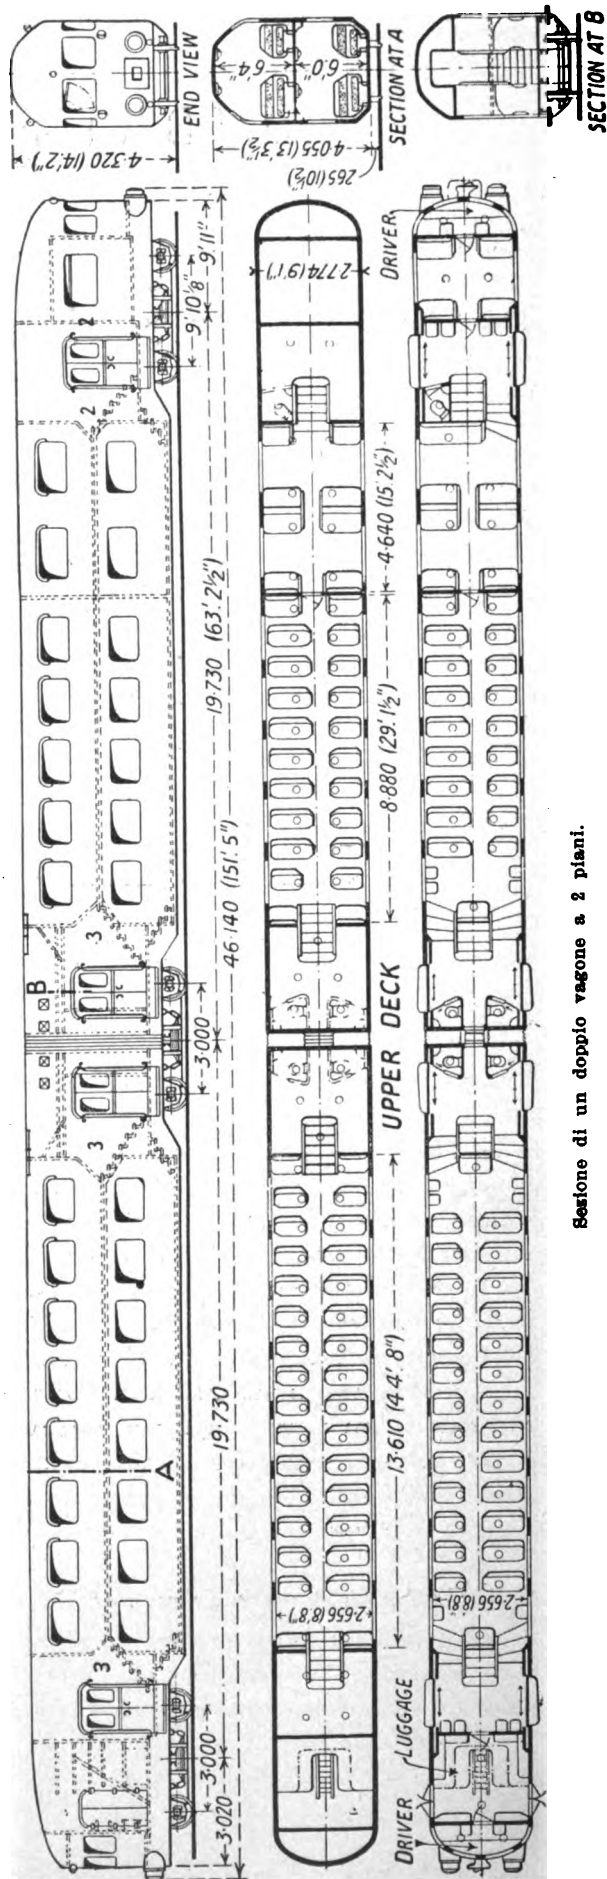 END VIEW
4·320 (14'.2")
SECTION AT A
6'.4"
6'.0"
4·055 (13'.3½")
265 (10½")
SECTION AT B
9'.11"
9'.10⅛"
2
2
19·730 (63'.2½")
46·140 (151'.5")
3
B
3·000
3
A
19·730
3
3·000
3·020
2·774 (9'.1")
4·640 (15'.2½")
8·880 (29'.1½")
UPPER DECK
13·610 (44'.8")
2·656 (8'.8")
DRIVER
2·656 (8'.8")
LUGGAGE
DRIVER
Sezione di un doppio vagone a 2 piani.